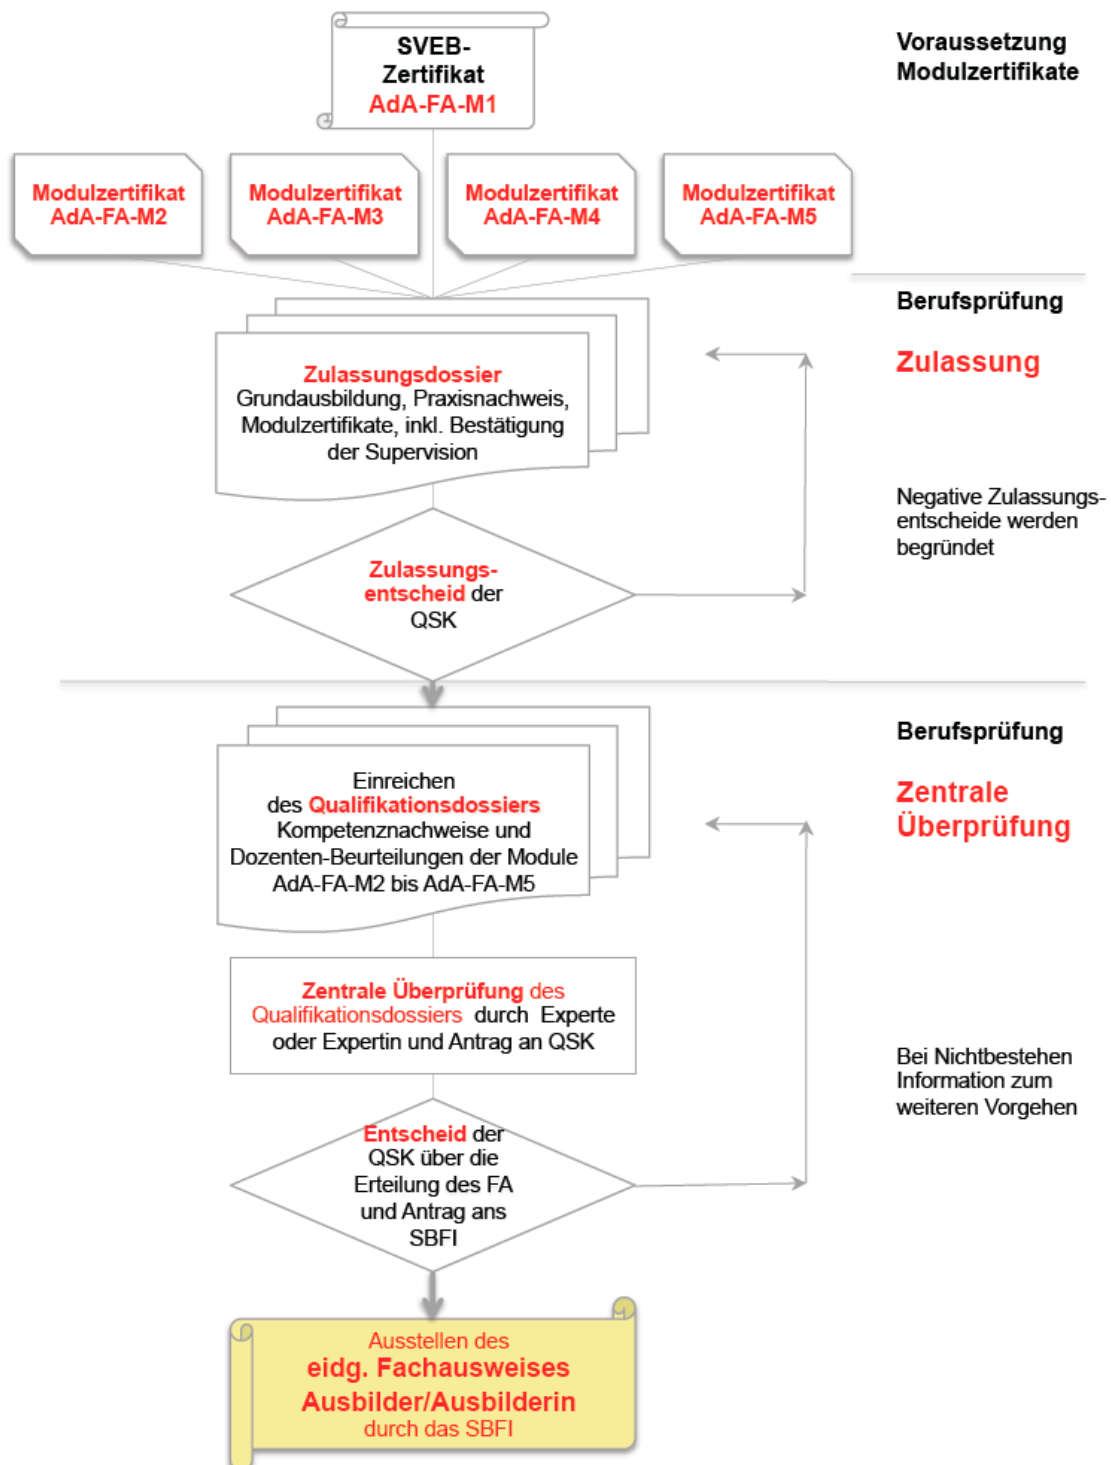 SVEB-
Zertifikat
AdA-FA-M1
Voraussetzung
Modulzertifikate
Modulzertifikat
AdA-FA-M2
Modulzertifikat
AdA-FA-M3
Modulzertifikat
AdA-FA-M4
Modulzertifikat
AdA-FA-M5
Berufsprüfung
Zulassung
Zulassungsdossier
Grundausbildung, Praxisnachweis,
Modulzertifikate, inkl. Bestätigung
der Supervision
Negative Zulassungs-
entscheide werden
begründet
Zulassungs-
entscheid der
QSK
Berufsprüfung
Zentrale
Überprüfung
Einreichen
des Qualifikationsdossiers
Kompetenznachweise und
Dozenten-Beurteilungen der Module
AdA-FA-M2 bis AdA-FA-M5
Zentrale Überprüfung des
Qualifikationsdossiers durch Experte
oder Expertin und Antrag an QSK
Bei Nichtbestehen
Information zum
weiteren Vorgehen
Entscheid der
QSK über die
Erteilung des FA
und Antrag ans
SBFI
Ausstellen des
eidg. Fachausweises
Ausbilder/Ausbilderin
durch das SBFI